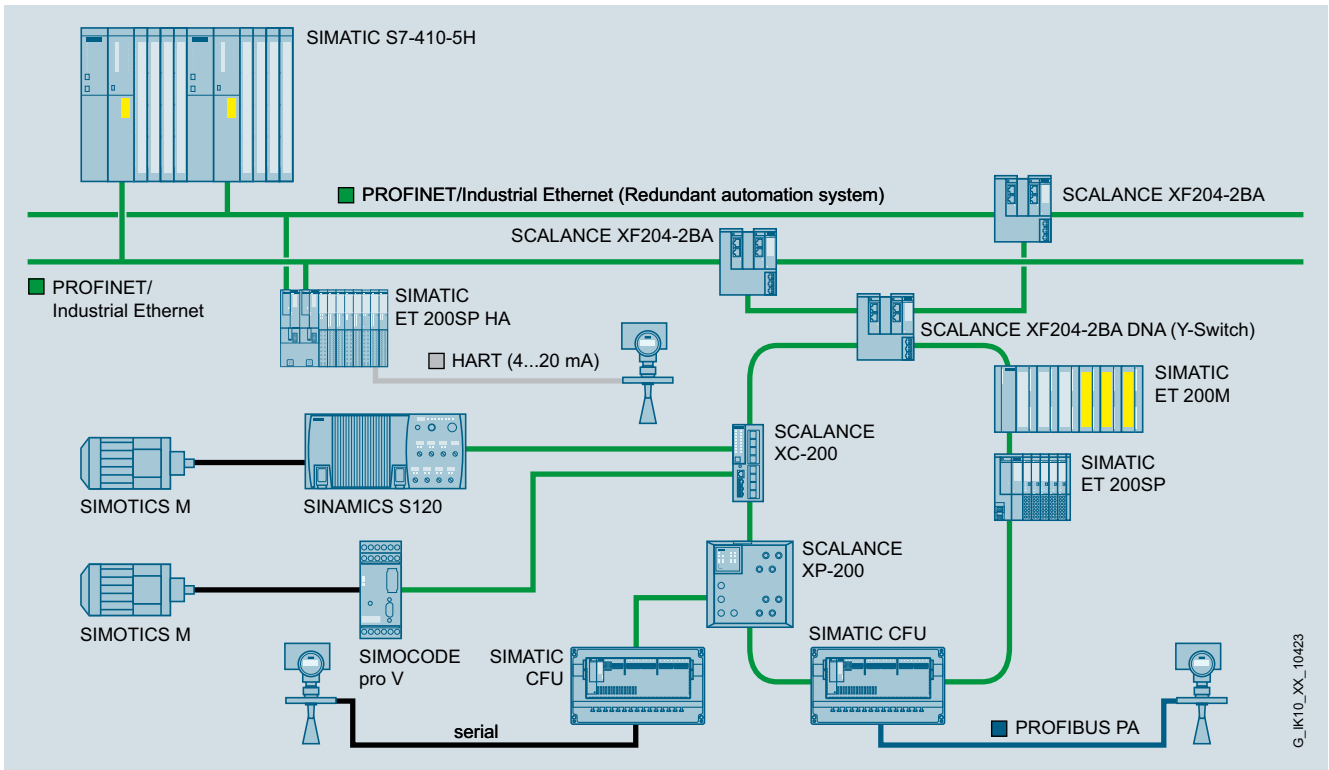 SIMATIC S7-410-5H
PROFINET/Industrial Ethernet (Redundant automation system)
SCALANCE XF204-2BA
SCALANCE XF204-2BA
PROFINET/
Industrial Ethernet
SIMATIC
ET 200SP HA
SCALANCE XF204-2BA DNA (Y-Switch)
HART (4...20 mA)
SIMATIC
ET 200M
SCALANCE
XC-200
SIMATIC
ET 200SP
SIMOTICS M
SINAMICS S120
SCALANCE
XP-200
SIMOTICS M
SIMOCODE
pro V
SIMATIC
CFU
SIMATIC CFU
serial
PROFIBUS PA
G_IK10_XX_10423